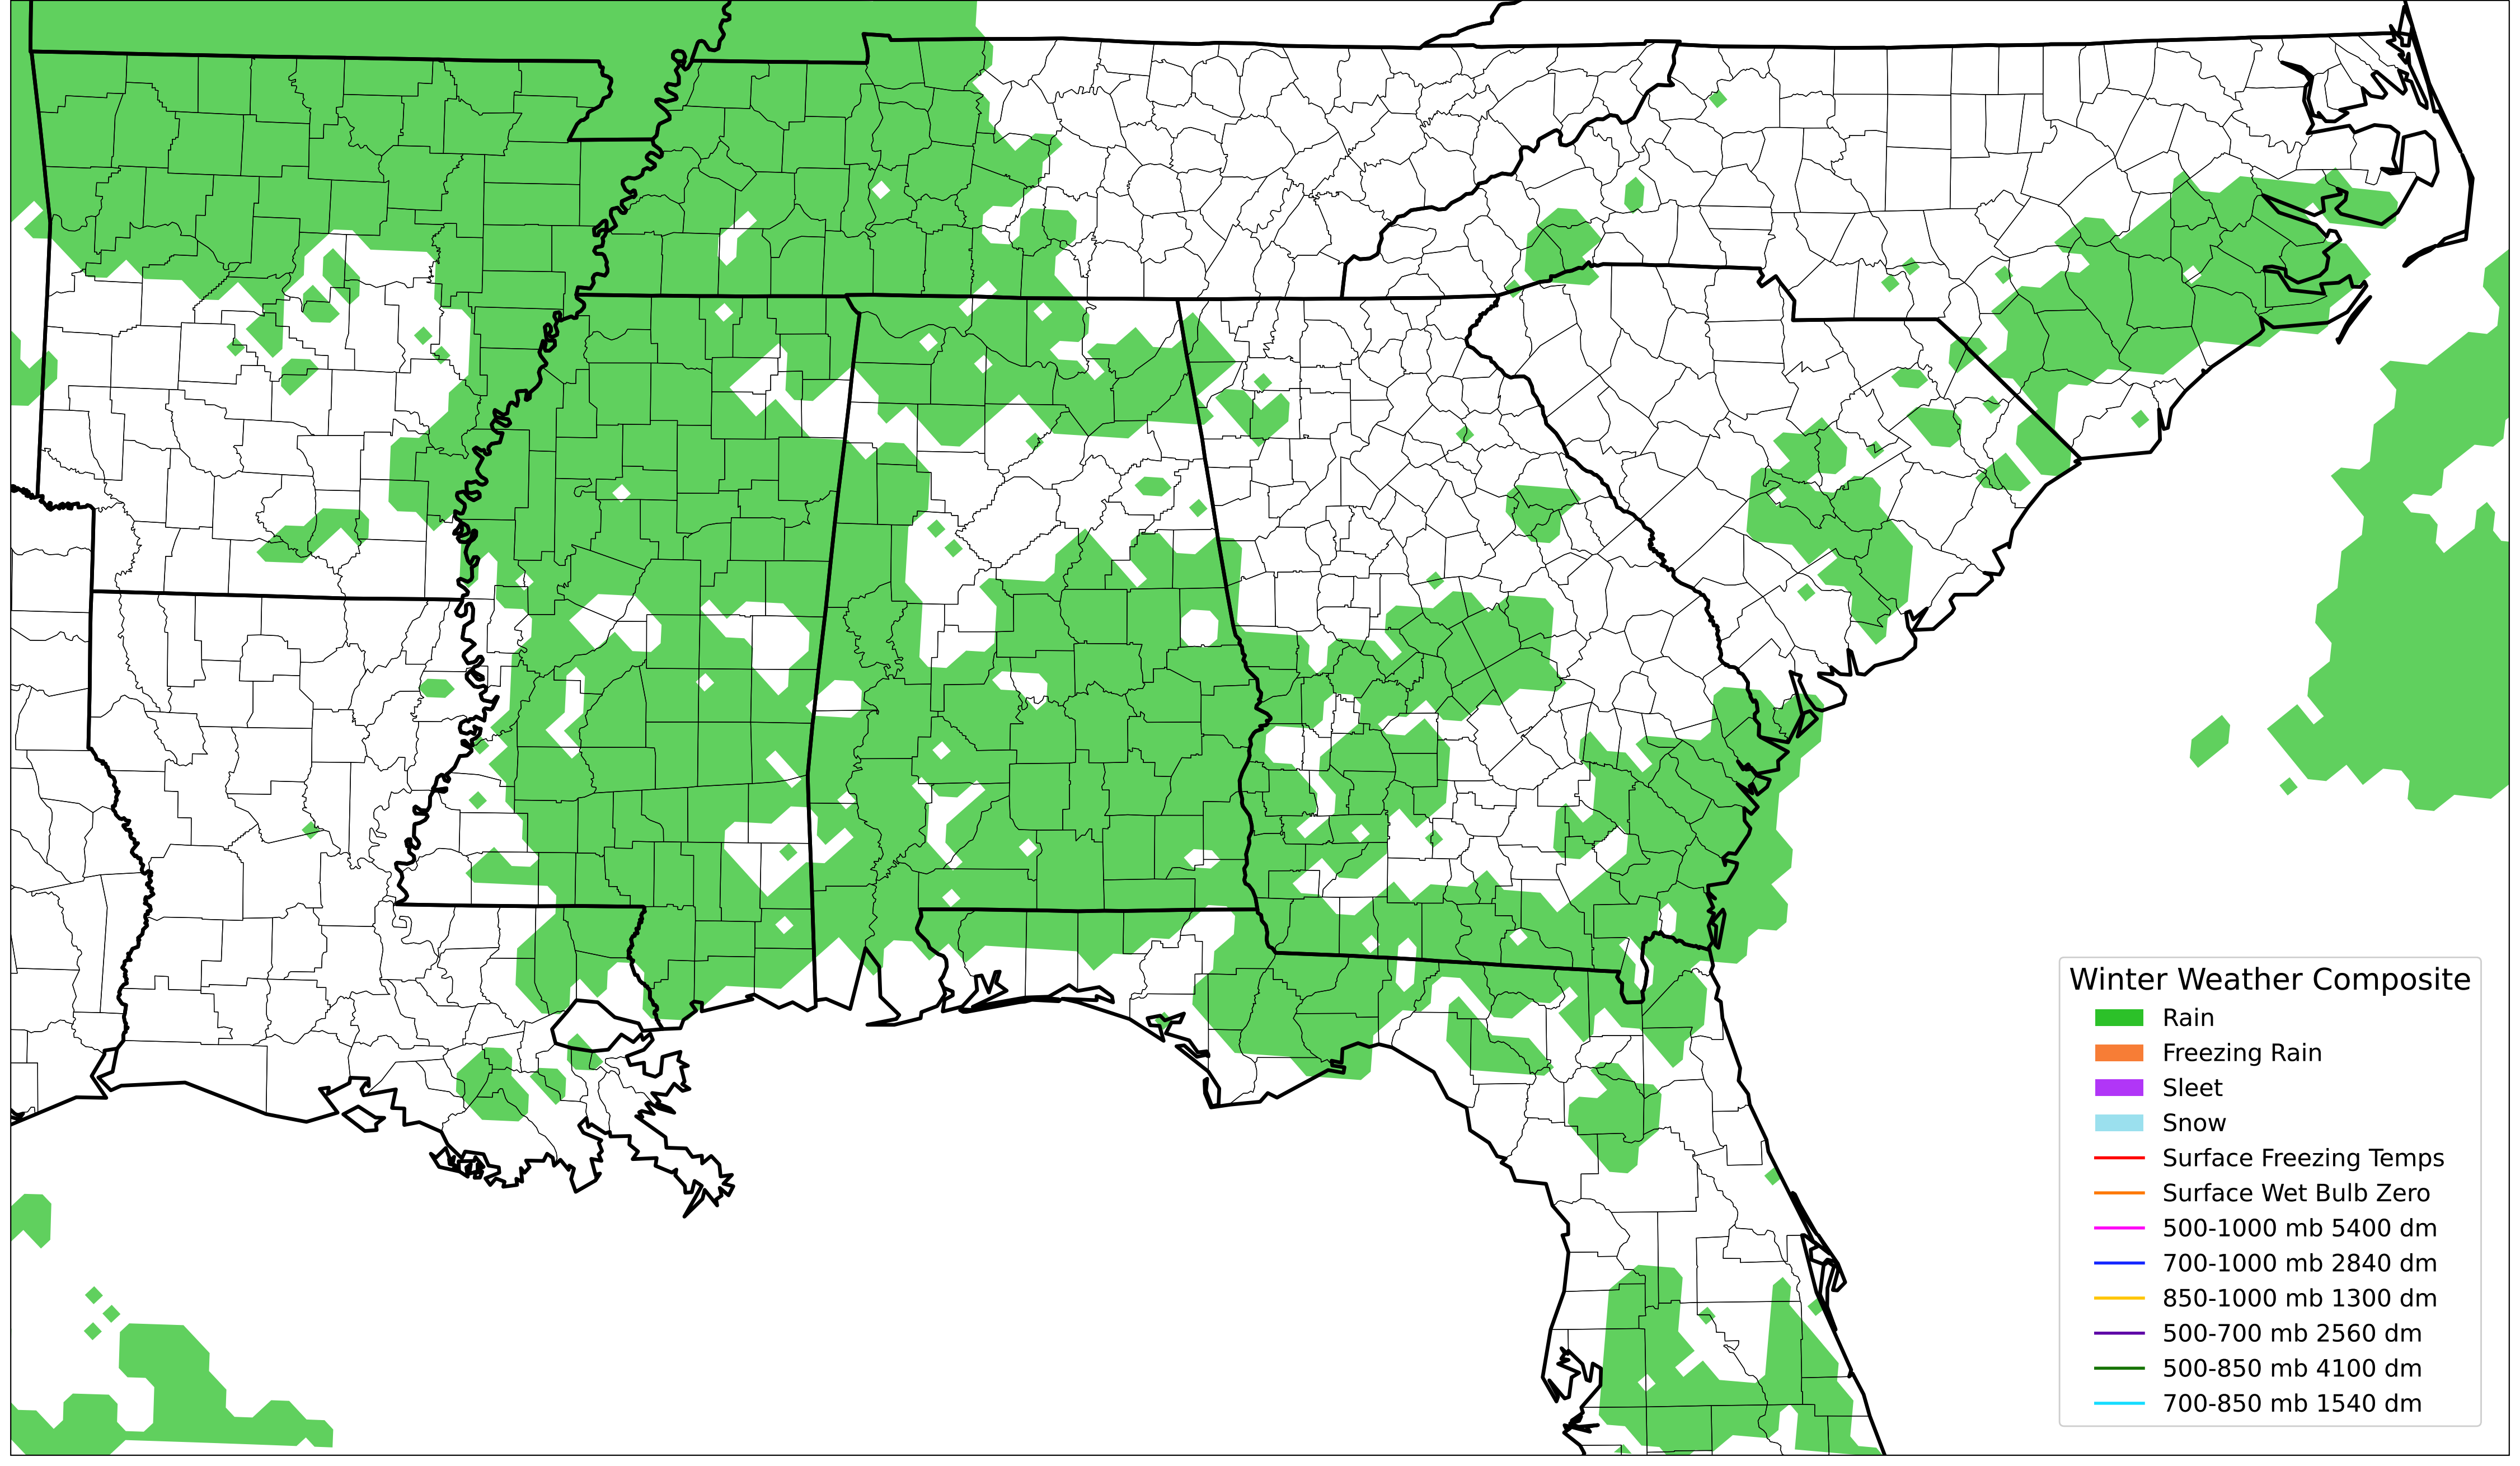 Winter Weather Composite
Rain
Freezing Rain
Sleet
Snow
Surface Freezing Temps
Surface Wet Bulb Zero
500-1000 mb 5400 dm
700-1000 mb 2840 dm
850-1000 mb 1300 dm
500-700 mb 2560 dm
500-850 mb 4100 dm
700-850 mb 1540 dm